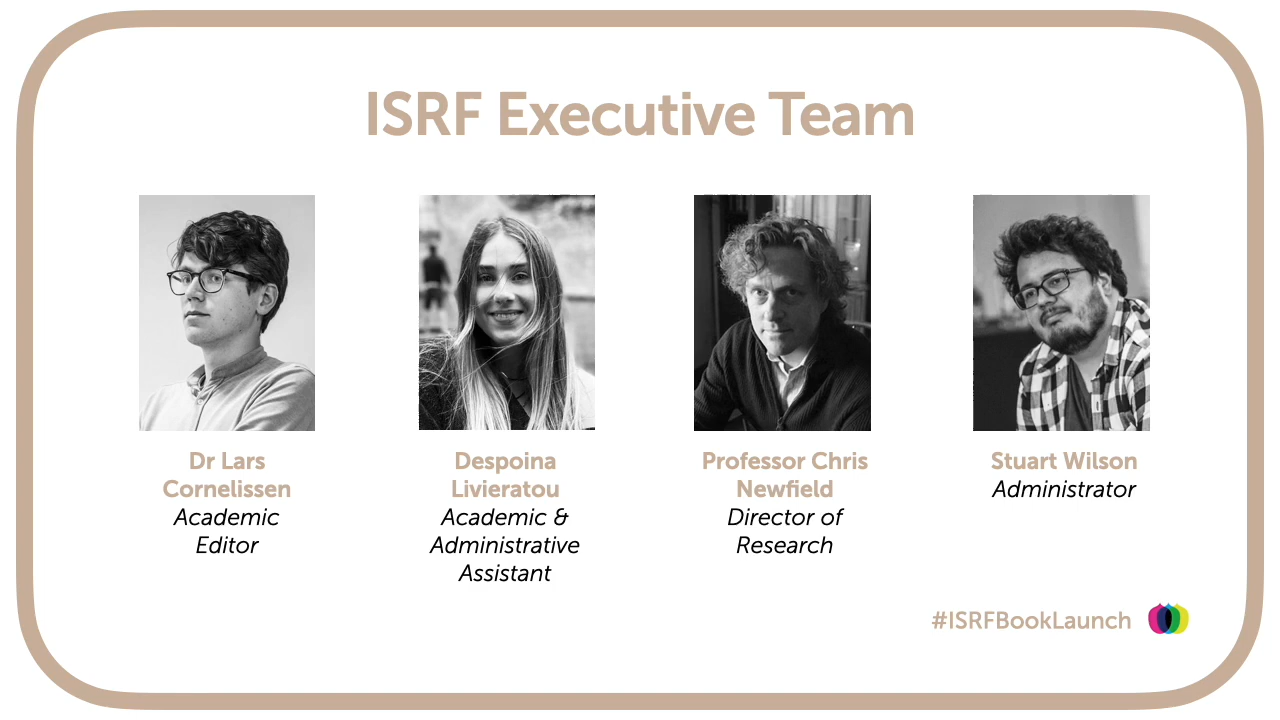 ISRF Executive Team
Dr Lars
Cornelissen
Academic
Editor
Despoina
Livieratou
Academic &
Administrative
Assistant
Professor Chris
Newfield
Director of
Research
Stuart Wilson
Administrator
#ISRFBookLaunch